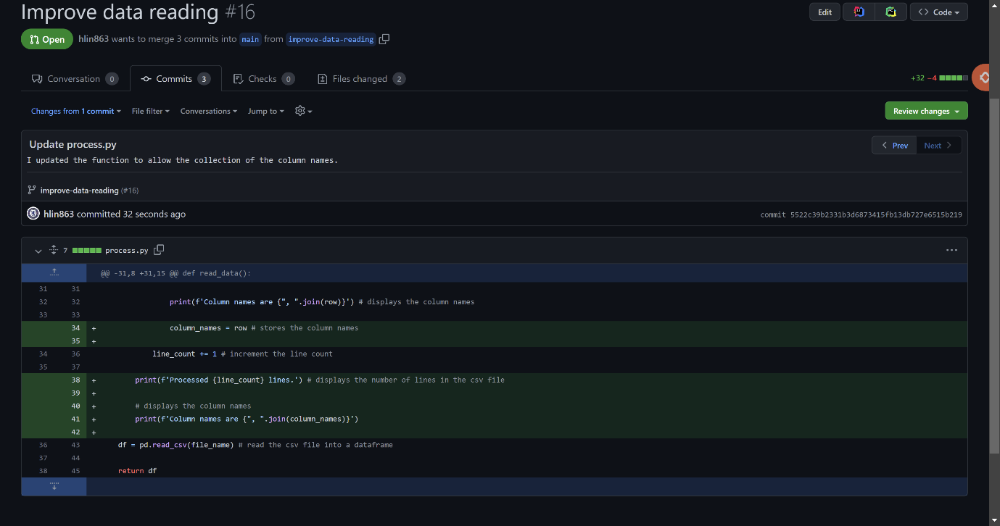 Improve data reading #16
Edit
Code
Open
hlin863 wants to merge 3 commits into main from improve-data-reading
Conversation 0
Commits 3
Checks 0
Files changed 2
+32 −4
Changes from 1 commit
File filter
Conversations
Jump to
Review changes
Update process.py
Prev
Next
I updated the function to allow the collection of the column names.
improve-data-reading (#16)
hlin863 committed 32 seconds ago
commit 5522c39b2331b3d6873415fb13db727e6515b219
7 process.py
@@ -31,8 +31,15 @@ def read_data():
31 31
32 32 print(f'Column names are {", ".join(row)}') # displays the column names
33 33
34 + column_names = row # stores the column names
35 +
34 36 line_count += 1 # increment the line count
35 37
38 + print(f'Processed {line_count} lines.') # displays the number of lines in the csv file
39 +
40 + # displays the column names
41 + print(f'Column names are {", ".join(column_names)}')
42 +
36 43 df = pd.read_csv(file_name) # read the csv file into a dataframe
37 44
38 45 return df